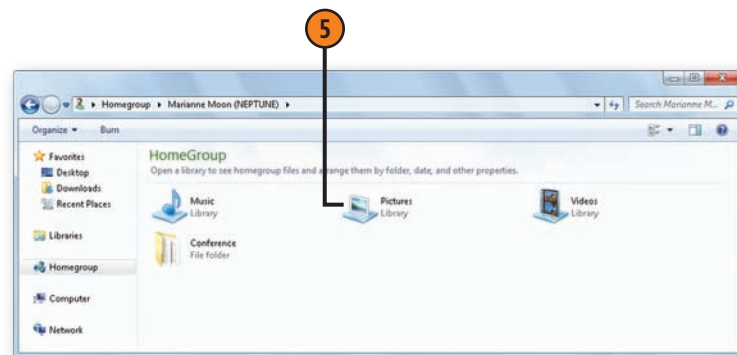 5
Homegroup ▸ Marianne Moon (NEPTUNE) ▸
Search Marianne M...
Organize
Burn
Favorites
Desktop
Downloads
Recent Places
Libraries
Homegroup
Computer
Network
HomeGroup
Open a library to see homegroup files and arrange them by folder, date, and other properties.
Music
Library
Pictures
Library
Videos
Library
Conference
File folder